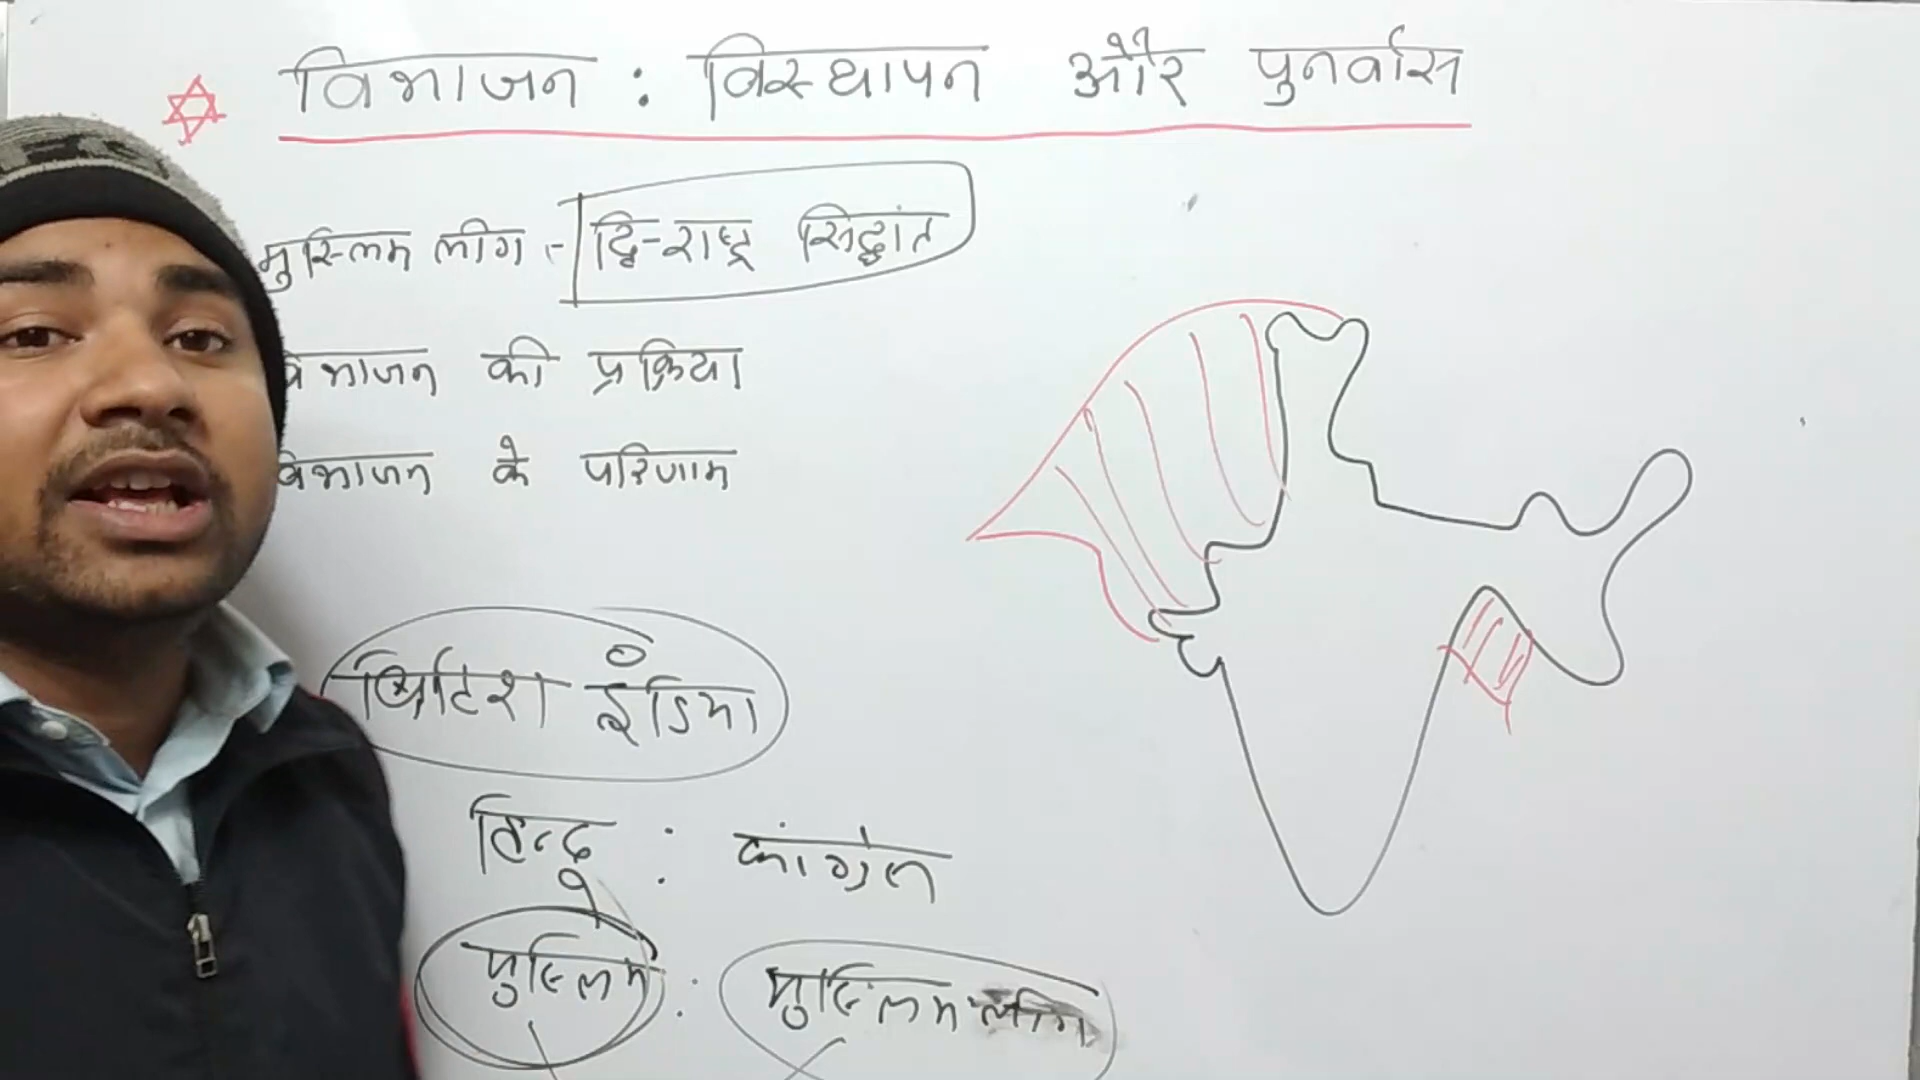 विभाजन : विस्थापन और पुनर्वास
मुस्लिम लीग :- द्वि-राष्ट्र सिद्धांत
विभाजन की प्रक्रिया
विभाजन के परिणाम
ब्रिटिश इंडिया
हिन्दू : कांग्रेस
मुस्लिम : मुस्लिम लीग